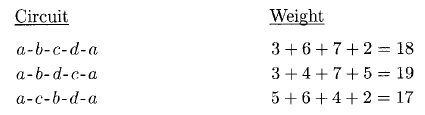 Circuit Weight
a-b-c-d-a 3 + 6 + 7 + 2 = 18
a-b-d-c-a 3 + 4 + 7 + 5 = 19
a-c-b-d-a 5 + 6 + 4 + 2 = 17